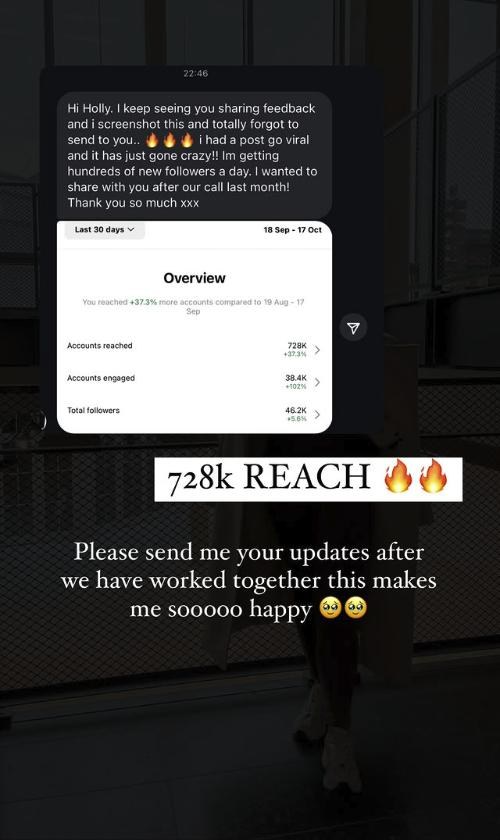 22:46
Hi Holly. I keep seeing you sharing feedback
and i screenshot this and totally forgot to
send to you.. 🔥🔥🔥 i had a post go viral
and it has just gone crazy!! Im getting
hundreds of new followers a day. I wanted to
share with you after our call last month!
Thank you so much xxx
Last 30 days
18 Sep - 17 Oct
Overview
You reached +37.3% more accounts compared to 19 Aug - 17
Sep
Accounts reached 728K
+37.3%
Accounts engaged 38.4K
+102%
Total followers 46.2K
+5.6%
728k REACH 🔥🔥
Please send me your updates after
we have worked together this makes
me sooooo happy 🥹🥹